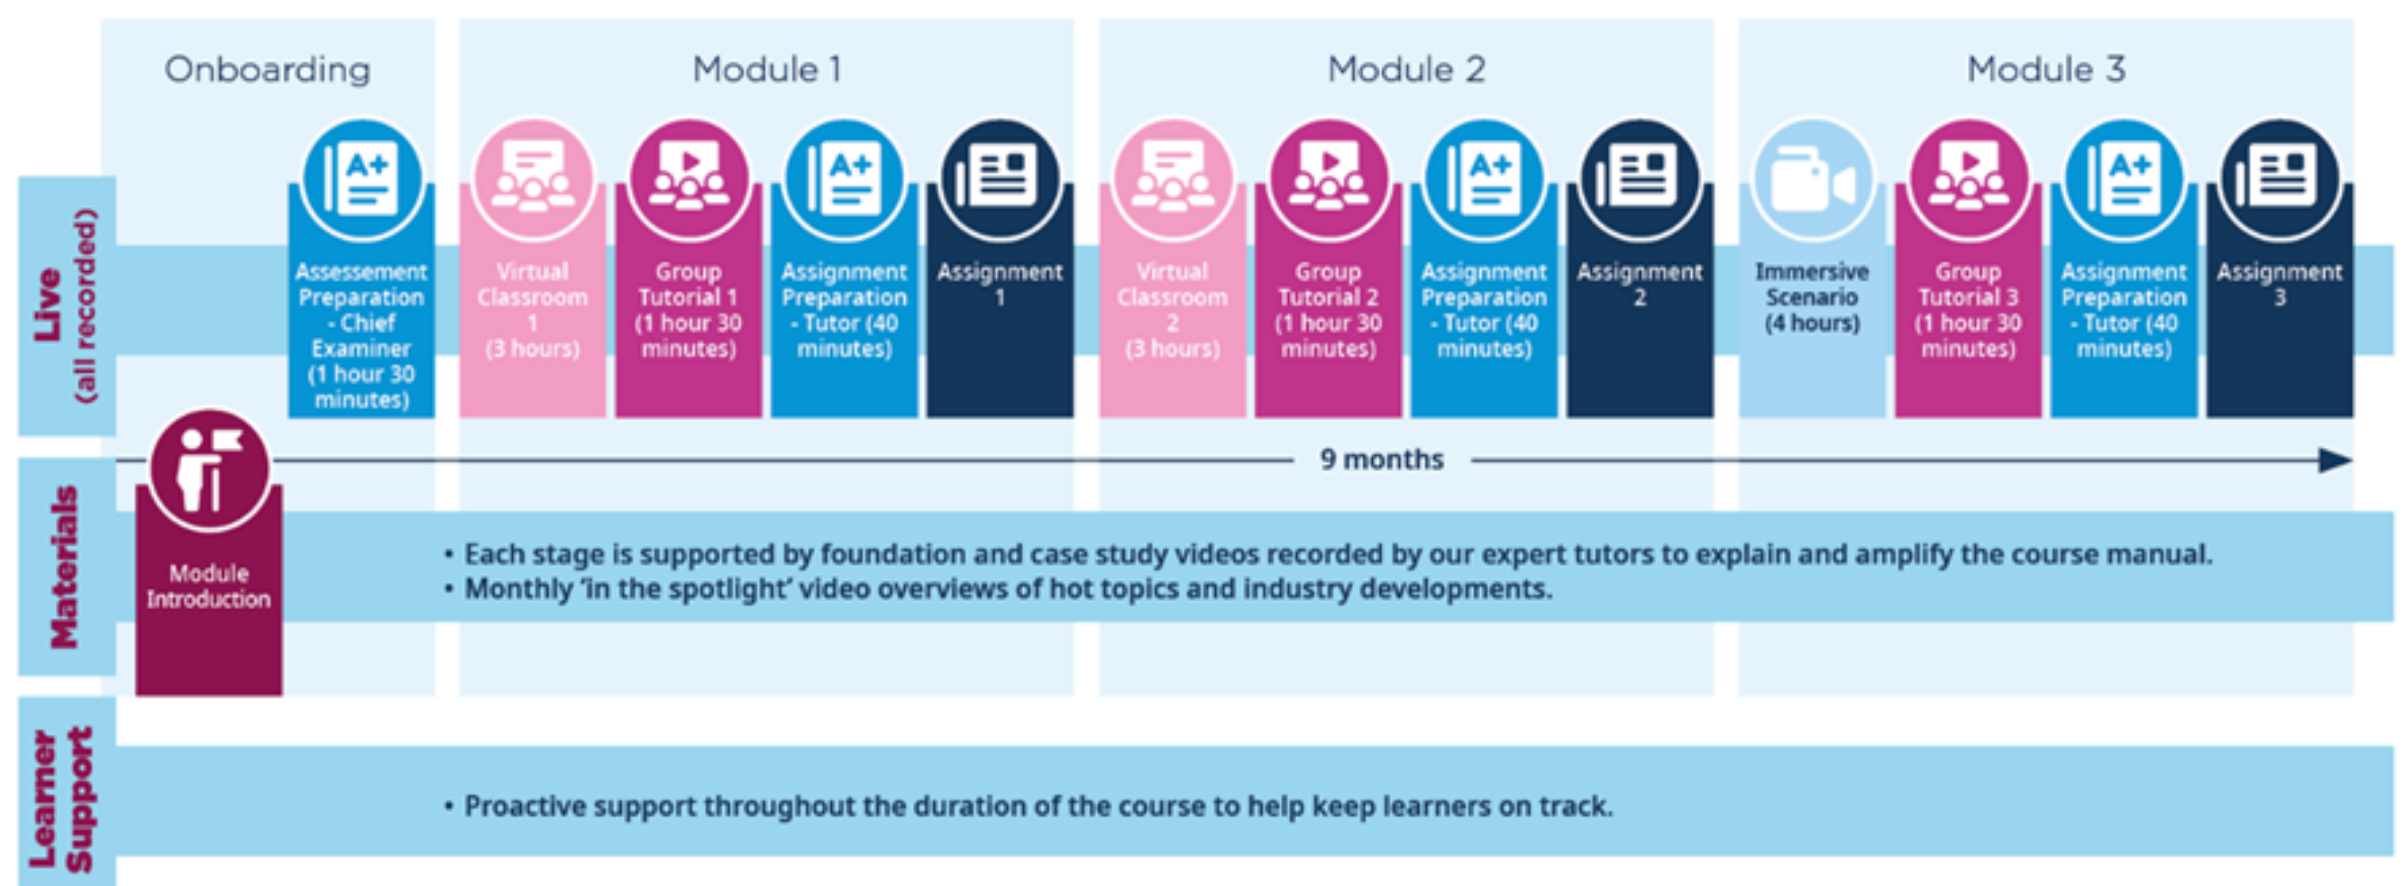 Onboarding
Module 1
Module 2
Module 3
Live
(all recorded)
A+
Assessement
Preparation
- Chief
Examiner
(1 hour 30
minutes)
Virtual
Classroom
1
(3 hours)
Group
Tutorial 1
(1 hour 30
minutes)
A+
Assignment
Preparation
- Tutor (40
minutes)
Assignment
1
Virtual
Classroom
2
(3 hours)
Group
Tutorial 2
(1 hour 30
minutes)
A+
Assignment
Preparation
- Tutor (40
minutes)
Assignment
2
Immersive
Scenario
(4 hours)
Group
Tutorial 3
(1 hour 30
minutes)
A+
Assignment
Preparation
- Tutor (40
minutes)
Assignment
3
9 months
Materials
Module
Introduction
• Each stage is supported by foundation and case study videos recorded by our expert tutors to explain and amplify the course manual.
• Monthly ‘in the spotlight’ video overviews of hot topics and industry developments.
Learner
Support
• Proactive support throughout the duration of the course to help keep learners on track.